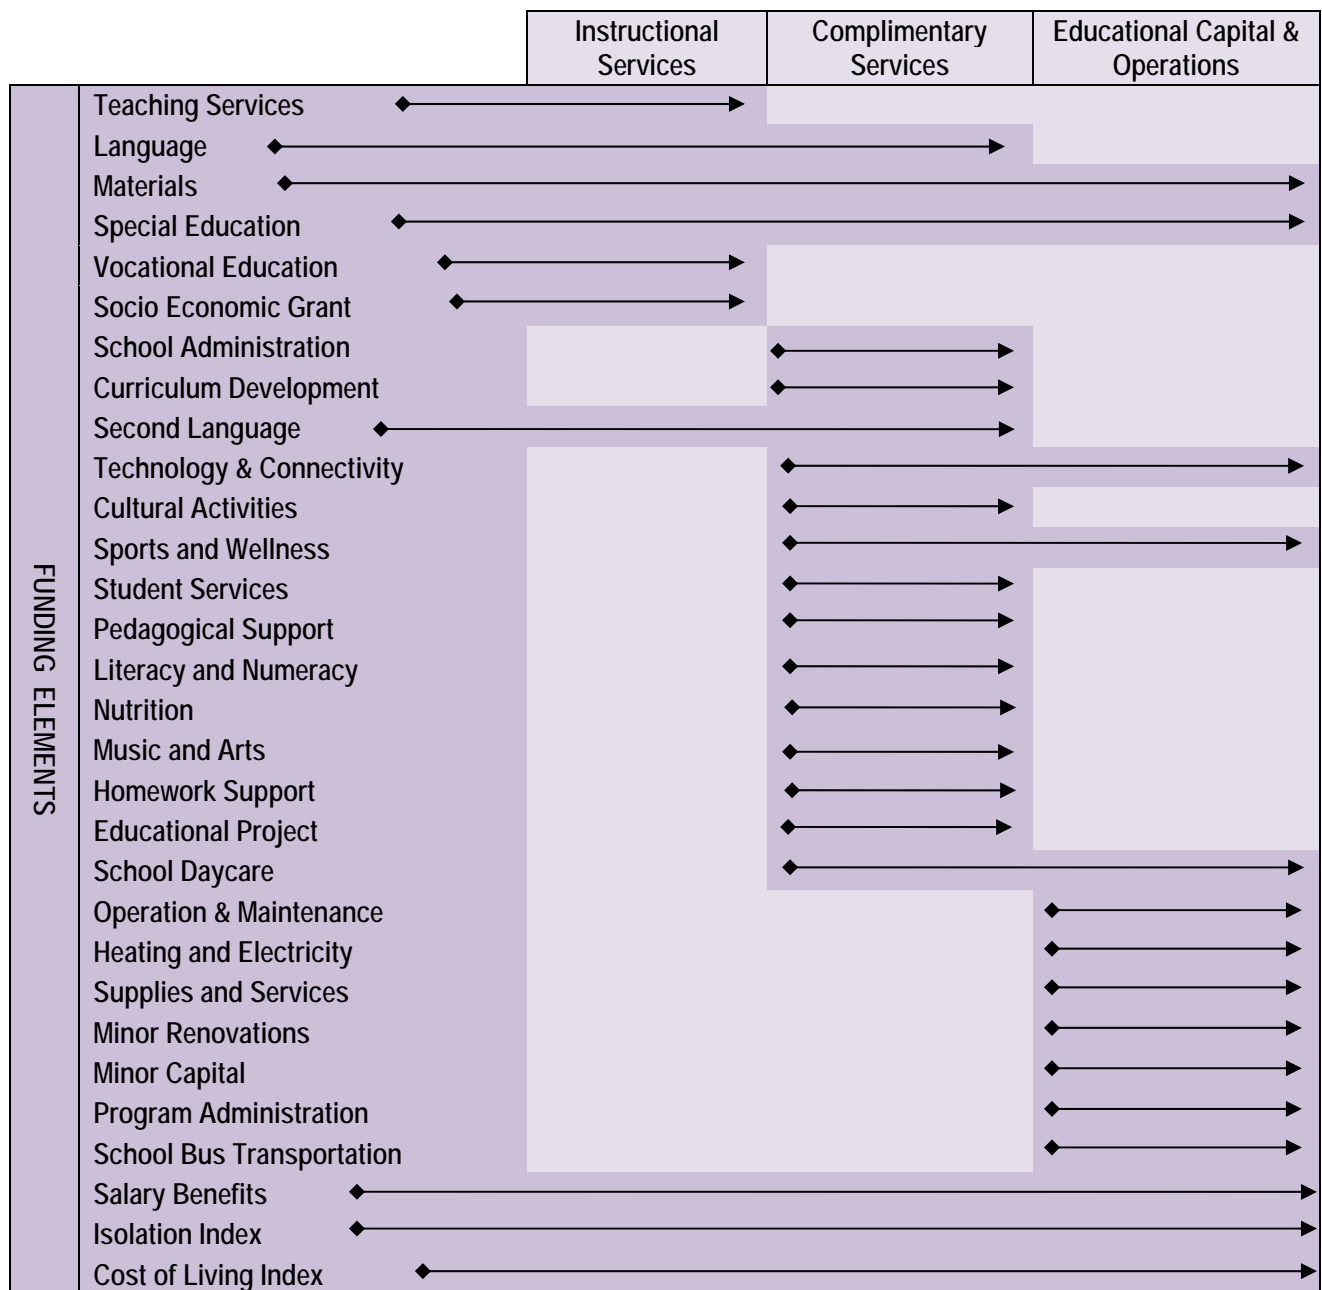 Instructional
Services
Complimentary
Services
Educational Capital &
Operations
FUNDING ELEMENTS
Teaching Services
Language
Materials
Special Education
Vocational Education
Socio Economic Grant
School Administration
Curriculum Development
Second Language
Technology & Connectivity
Cultural Activities
Sports and Wellness
Student Services
Pedagogical Support
Literacy and Numeracy
Nutrition
Music and Arts
Homework Support
Educational Project
School Daycare
Operation & Maintenance
Heating and Electricity
Supplies and Services
Minor Renovations
Minor Capital
Program Administration
School Bus Transportation
Salary Benefits
Isolation Index
Cost of Living Index